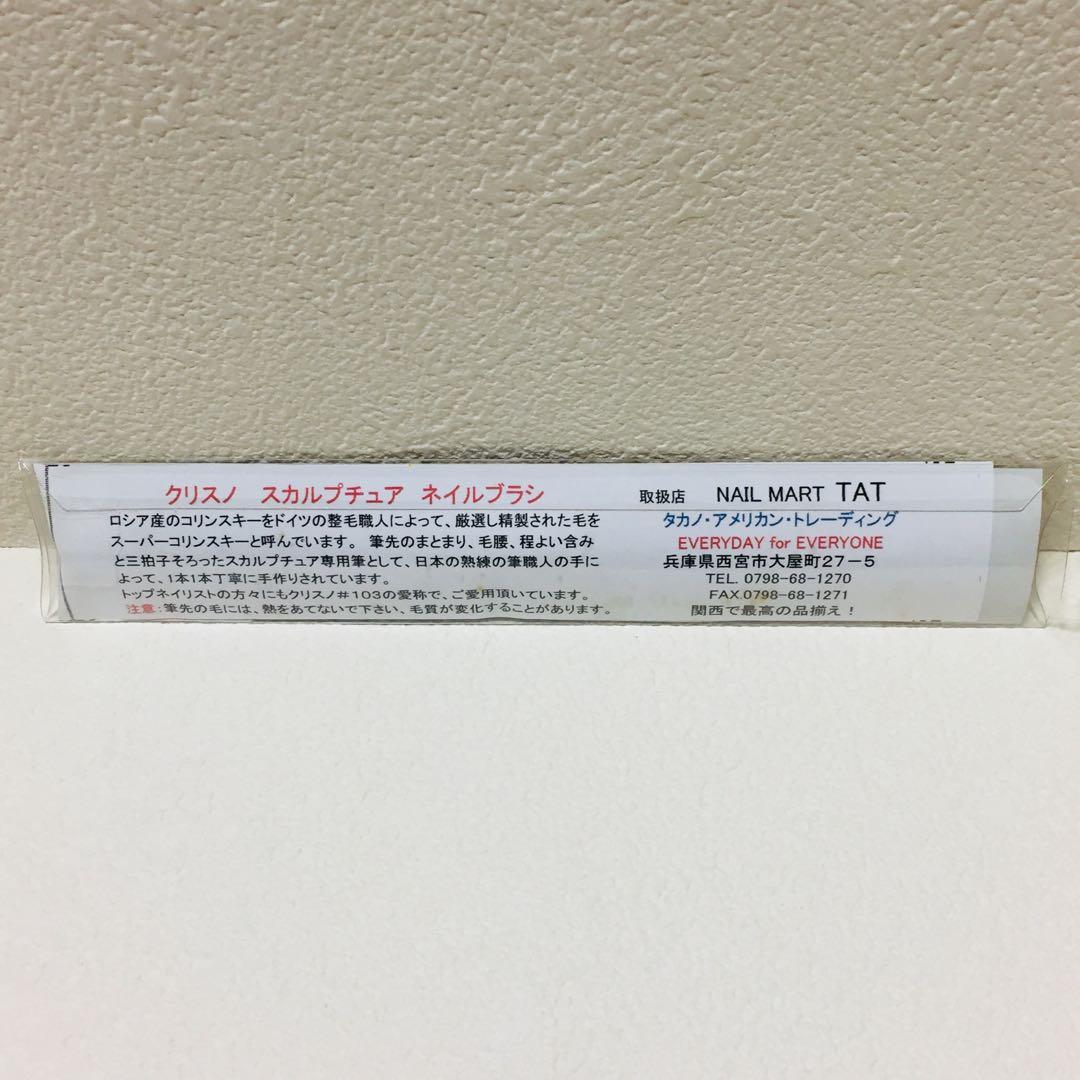 クリスノ　スカルプチュア　ネイルブラシ
ロシア産のコリンスキーをドイツの整毛職人によって、厳選し精製された毛を
スーパーコリンスキーと呼んでいます。 筆先のまとまり、毛腰、程よい含み
と三拍子そろったスカルプチュア専用筆として、日本の熟練の筆職人の手に
よって、1本1本丁寧に手作りされています。
トップネイリストの方々にもクリスノ＃103の愛称で、ご愛用頂いています。
注意：筆先の毛には、熱をあてないで下さい、毛質が変化することがあります。
取扱店　NAIL MART TAT
タカノ・アメリカン・トレーディング
EVERYDAY for EVERYONE
兵庫県西宮市大屋町27－5
TEL. 0798-68-1270
FAX.0798-68-1271
関西で最高の品揃え！